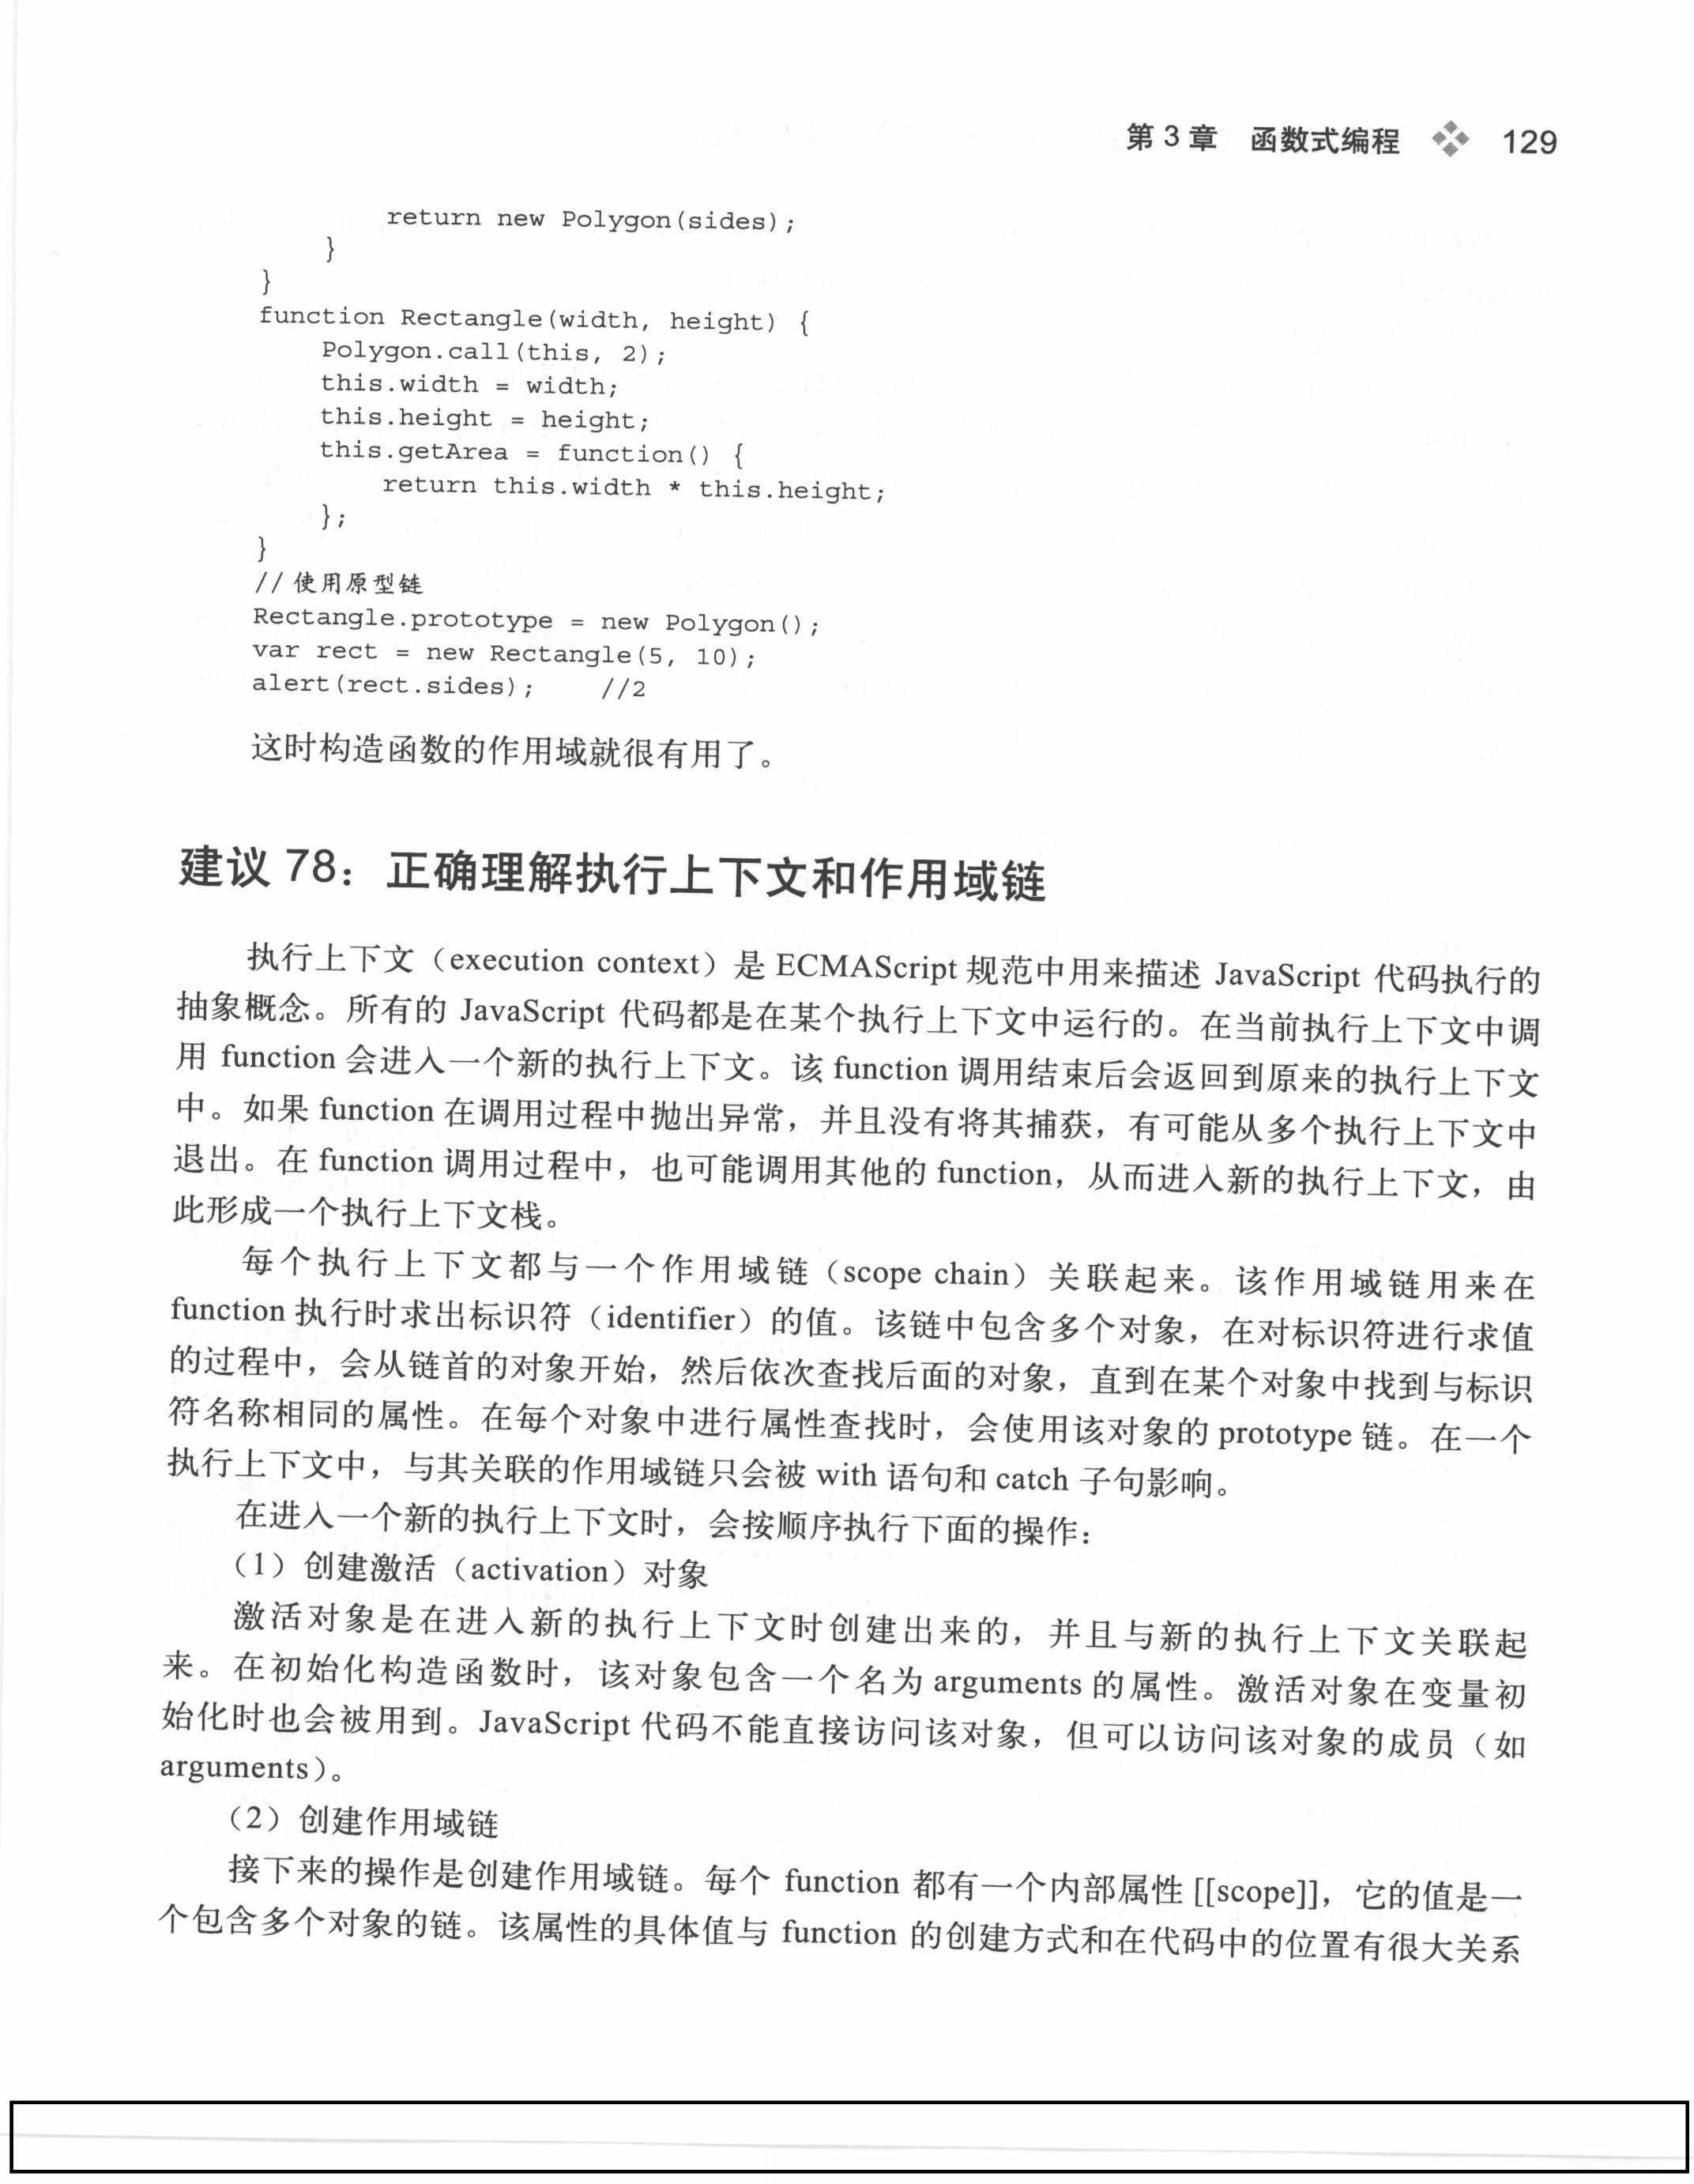 第 3 章 函数式编程 129
return new Polygon(sides);
}
}
function Rectangle(width, height) {
Polygon.call(this, 2);
this.width = width;
this.height = height;
this.getArea = function() {
return this.width * this.height;
};
}
// 使用原型链
Rectangle.prototype = new Polygon();
var rect = new Rectangle(5, 10);
alert(rect.sides); //2
这时构造函数的作用域就很有用了。
建议 78：正确理解执行上下文和作用域链
执行上下文（execution context）是 ECMAScript 规范中用来描述 JavaScript 代码执行的
抽象概念。所有的 JavaScript 代码都是在某个执行上下文中运行的。在当前执行上下文中调
用 function 会进入一个新的执行上下文。该 function 调用结束后会返回到原来的执行上下文
中。如果 function 在调用过程中抛出异常，并且没有将其捕获，有可能从多个执行上下文中
退出。在 function 调用过程中，也可能调用其他的 function，从而进入新的执行上下文，由
此形成一个执行上下文栈。
每个执行上下文都与一个作用域链（scope chain）关联起来。该作用域链用来在
function 执行时求出标识符（identifier）的值。该链中包含多个对象，在对标识符进行求值
的过程中，会从链首的对象开始，然后依次查找后面的对象，直到在某个对象中找到与标识
符名称相同的属性。在每个对象中进行属性查找时，会使用该对象的 prototype 链。在一个
执行上下文中，与其关联的作用域链只会被 with 语句和 catch 子句影响。
在进入一个新的执行上下文时，会按顺序执行下面的操作：
（1）创建激活（activation）对象
激活对象是在进入新的执行上下文时创建出来的，并且与新的执行上下文关联起
来。在初始化构造函数时，该对象包含一个名为 arguments 的属性。激活对象在变量初
始化时也会被用到。JavaScript 代码不能直接访问该对象，但可以访问该对象的成员（如
arguments）。
（2）创建作用域链
接下来的操作是创建作用域链。每个 function 都有一个内部属性 [[scope]]，它的值是一
个包含多个对象的链。该属性的具体值与 function 的创建方式和在代码中的位置有很大关系